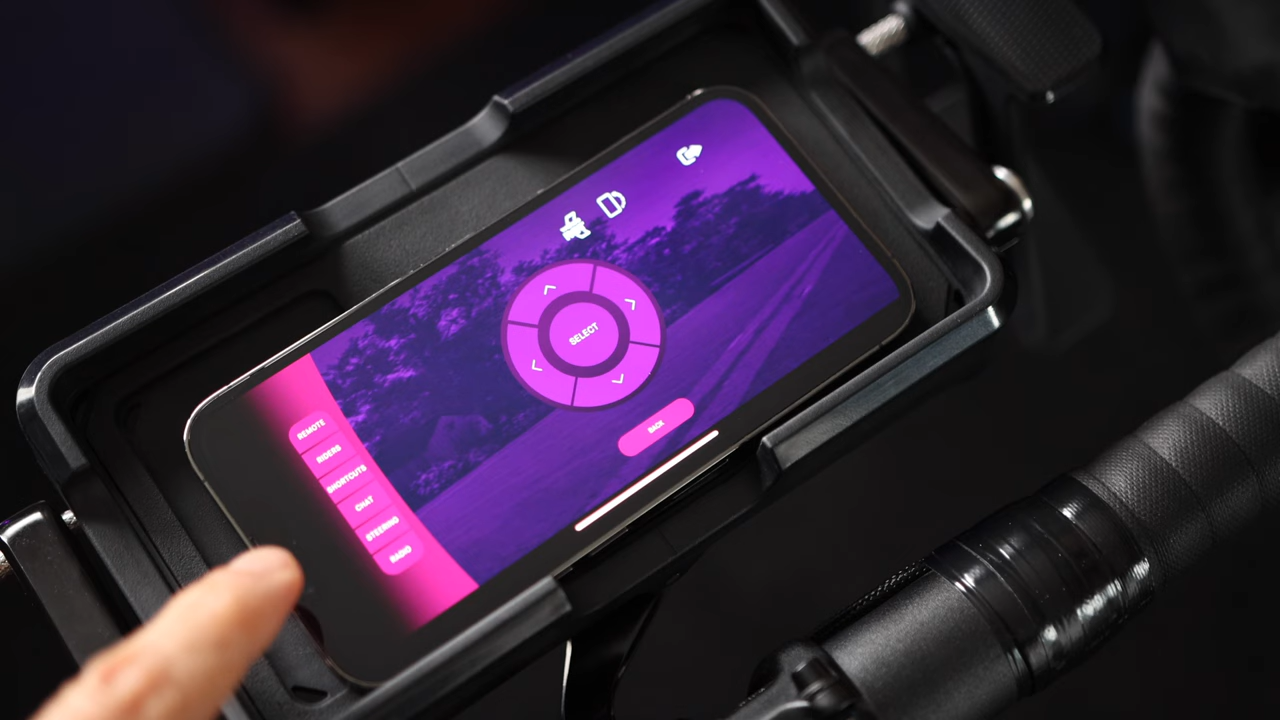 SELECT
BACK
REMOTE
RIDERS
SHORTCUTS
CHAT
STEERING
RADIO